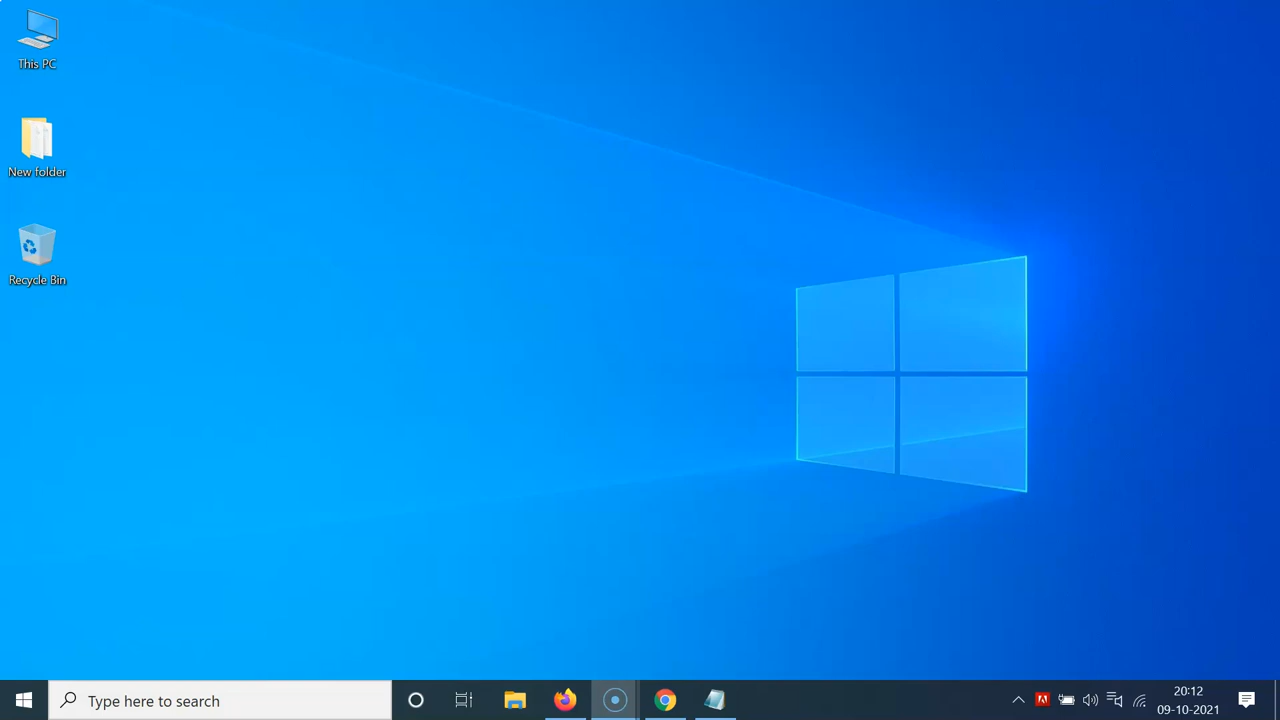 This PC
New folder
Recycle Bin
Type here to search
20:12
09-10-2021